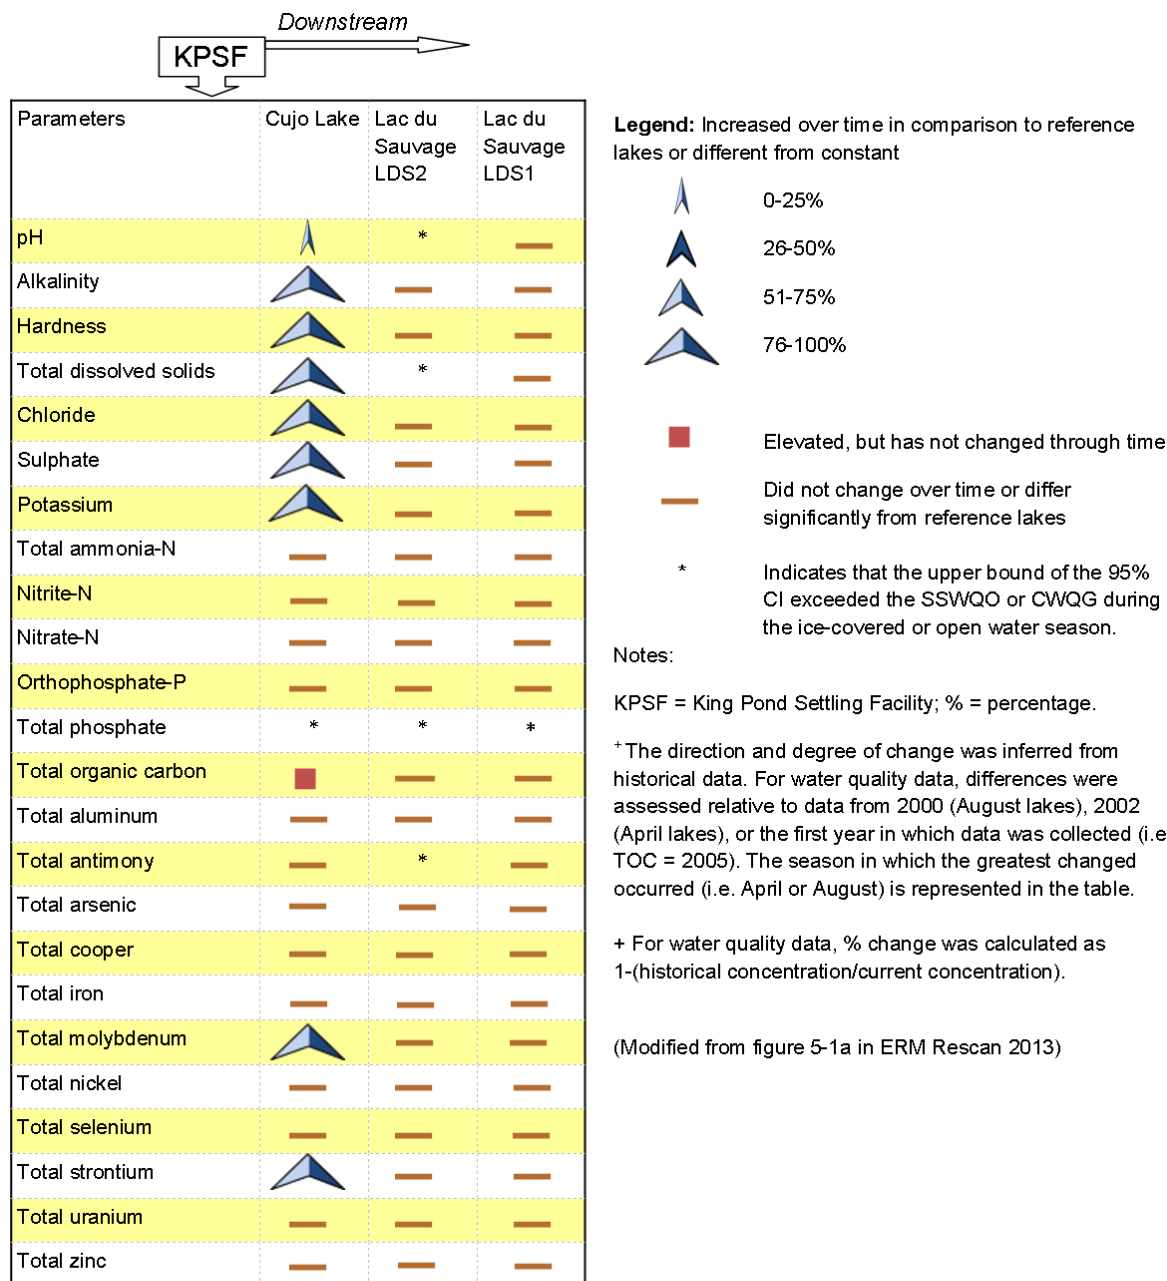 Downstream
KPSF
Parameters
Cujo Lake
Lac du
Sauvage
LDS2
Lac du
Sauvage
LDS1
pH
*
Alkalinity
Hardness
Total dissolved solids
*
Chloride
Sulphate
Potassium
Total ammonia-N
Nitrite-N
Nitrate-N
Orthophosphate-P
Total phosphate
* * *
Total organic carbon
Total aluminum
Total antimony
*
Total arsenic
Total cooper
Total iron
Total molybdenum
Total nickel
Total selenium
Total strontium
Total uranium
Total zinc
Legend: Increased over time in comparison to reference
lakes or different from constant
0-25%
26-50%
51-75%
76-100%
Elevated, but has not changed through time
Did not change over time or differ
significantly from reference lakes
* Indicates that the upper bound of the 95%
CI exceeded the SSWQO or CWQG during
the ice-covered or open water season.
Notes:
KPSF = King Pond Settling Facility; % = percentage.
+ The direction and degree of change was inferred from
historical data. For water quality data, differences were
assessed relative to data from 2000 (August lakes), 2002
(April lakes), or the first year in which data was collected (i.e
TOC = 2005). The season in which the greatest changed
occurred (i.e. April or August) is represented in the table.
+ For water quality data, % change was calculated as
1-(historical concentration/current concentration).
(Modified from figure 5-1a in ERM Rescan 2013)